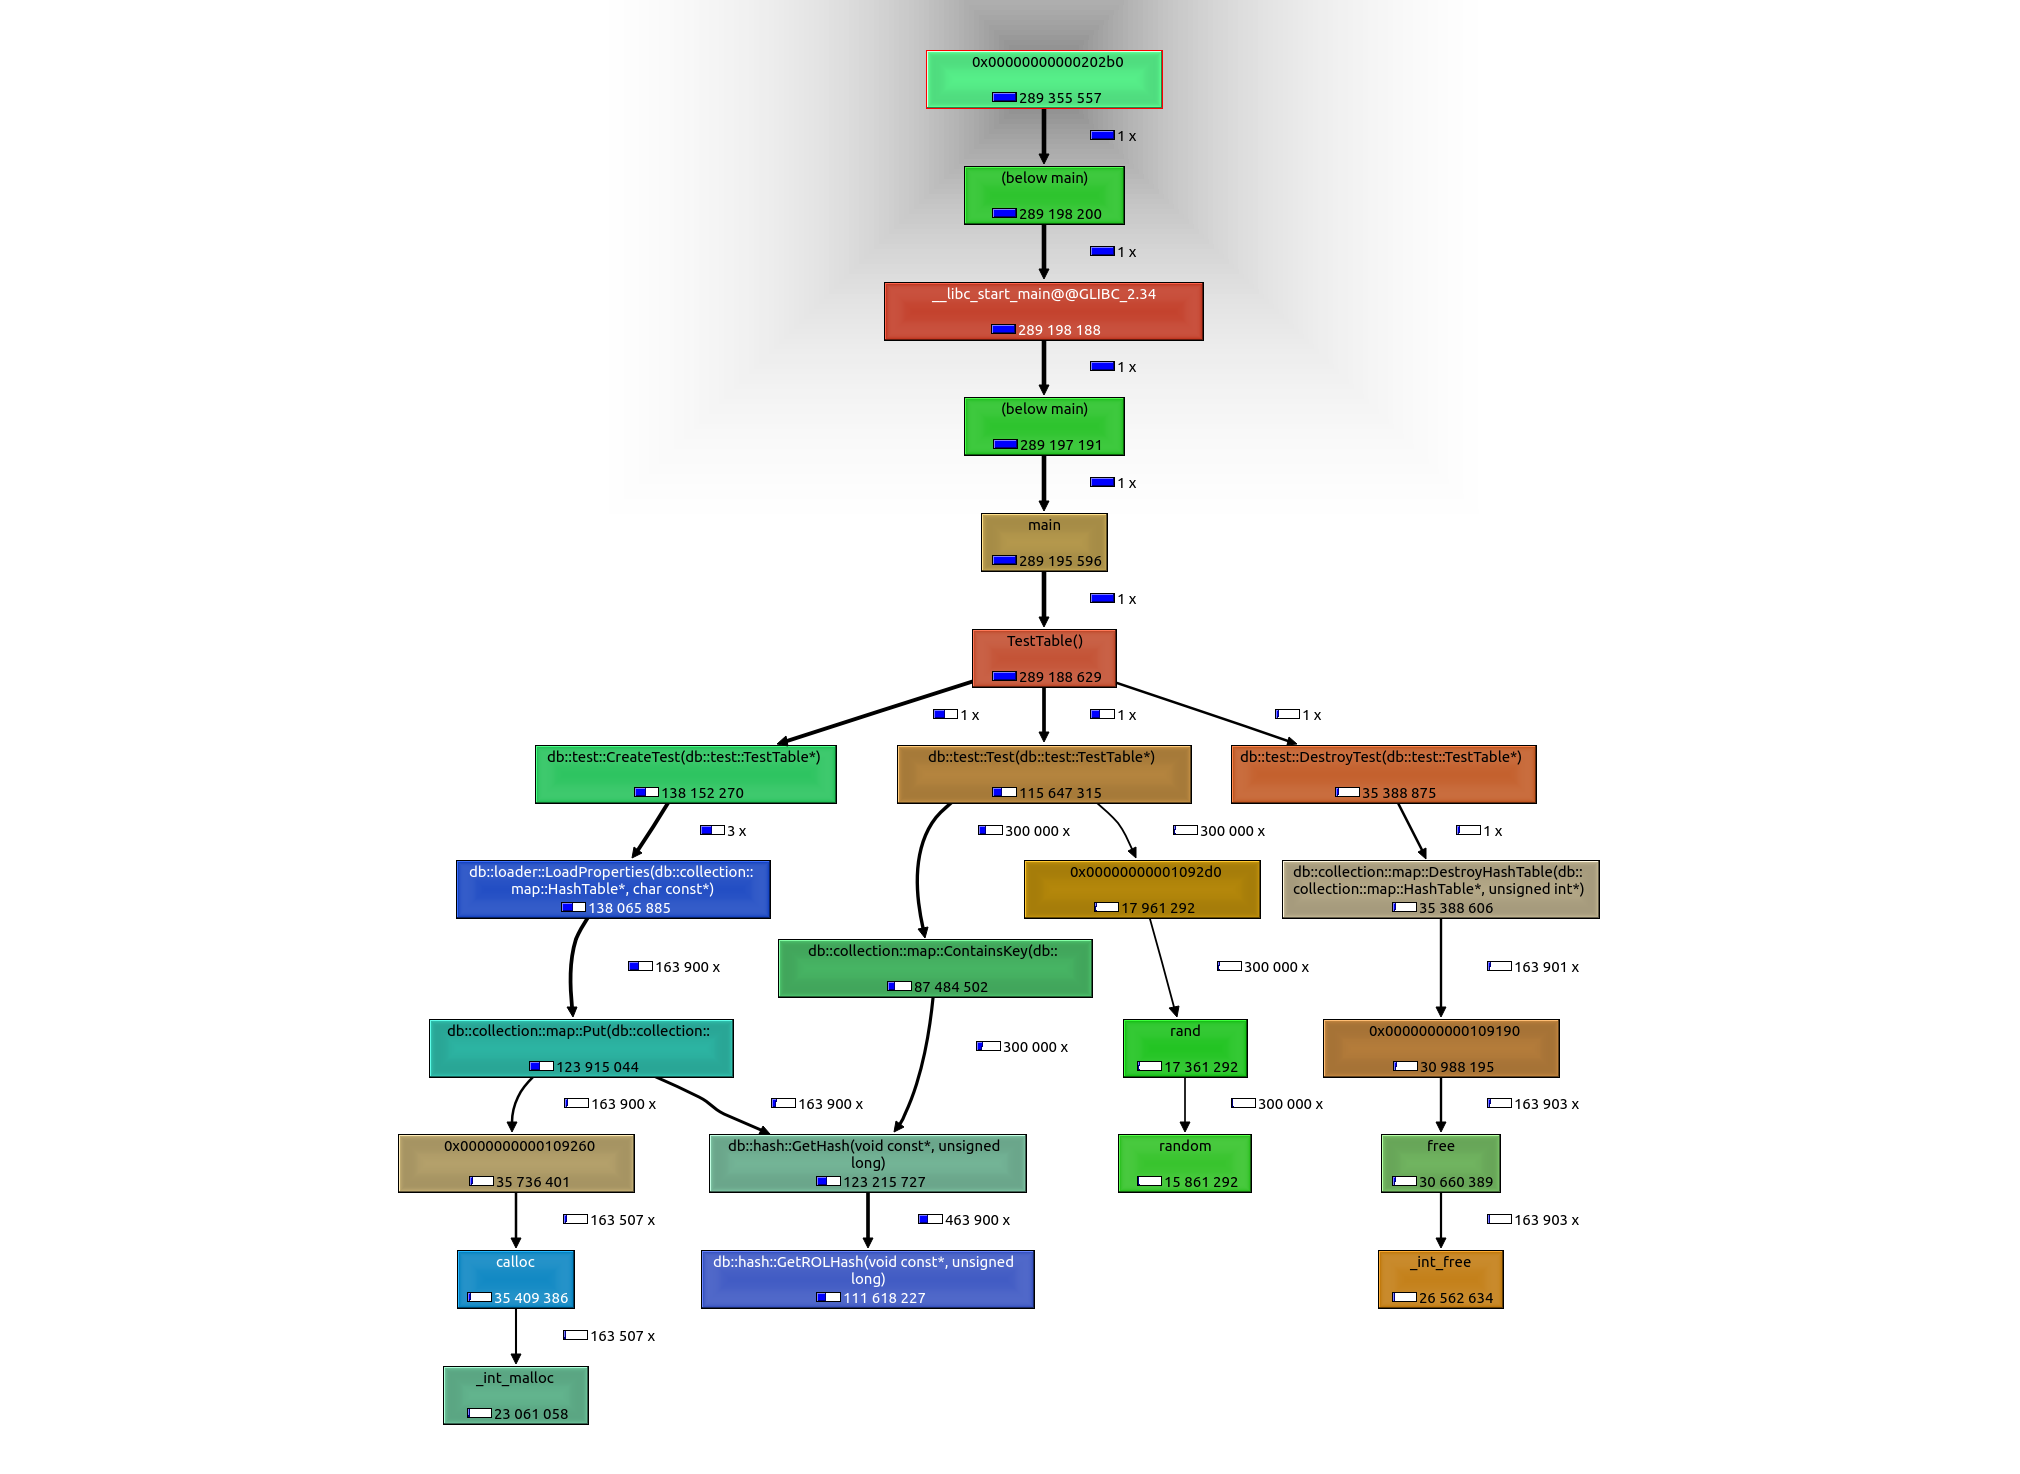 0x00000000000202b0
289 355 557
1 x
(below main)
289 198 200
1 x
__libc_start_main@@GLIBC_2.34
289 198 188
1 x
(below main)
289 197 191
1 x
main
289 195 596
1 x
TestTable()
289 188 629
1 x
1 x
1 x
db::test::CreateTest(db::test::TestTable*)
138 152 270
db::test::Test(db::test::TestTable*)
115 647 315
db::test::DestroyTest(db::test::TestTable*)
35 388 875
3 x
300 000 x
300 000 x
1 x
db::loader::LoadProperties(db::collection::
map::HashTable*, char const*)
138 065 885
0x00000000001092d0
17 961 292
db::collection::map::DestroyHashTable(db::
collection::map::HashTable*, unsigned int*)
35 388 606
db::collection::map::ContainsKey(db::
87 484 502
163 900 x
300 000 x
163 901 x
db::collection::map::Put(db::collection::
123 915 044
300 000 x
rand
17 361 292
0x0000000000109190
30 988 195
163 900 x
163 900 x
300 000 x
163 903 x
0x0000000000109260
35 736 401
db::hash::GetHash(void const*, unsigned
long)
123 215 727
random
15 861 292
free
30 660 389
163 507 x
463 900 x
163 903 x
calloc
35 409 386
db::hash::GetROLHash(void const*, unsigned
long)
111 618 227
_int_free
26 562 634
163 507 x
_int_malloc
23 061 058